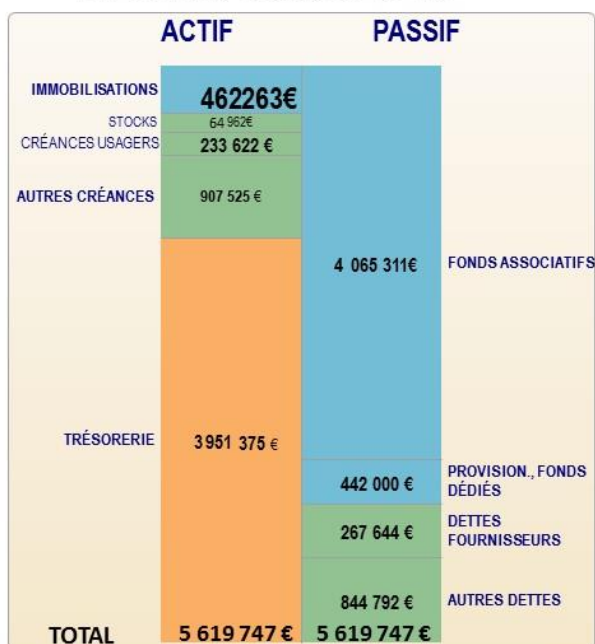 ACTIF PASSIF
IMMOBILISATIONS 462263€
STOCKS 64 962€
CRÉANCES USAGERS 233 622 €
AUTRES CRÉANCES 907 525 €
4 065 311€ FONDS ASSOCIATIFS
TRÉSORERIE 3951 375 €
442 000 € PROVISION., FONDS
DÉDIÉS
267 644 € DETTES
FOURNISSEURS
844 792 € AUTRES DETTES
TOTAL 5 619 747 € 5 619 747 €